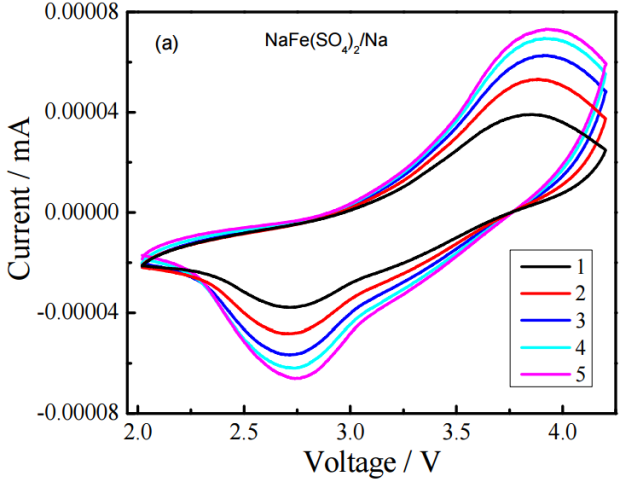 (a) NaFe(SO₄)₂/Na
Current / mA
0.00008
0.00004
0.00000
-0.00004
-0.00008
1
2
3
4
5
2.0 2.5 3.0 3.5 4.0
Voltage / V